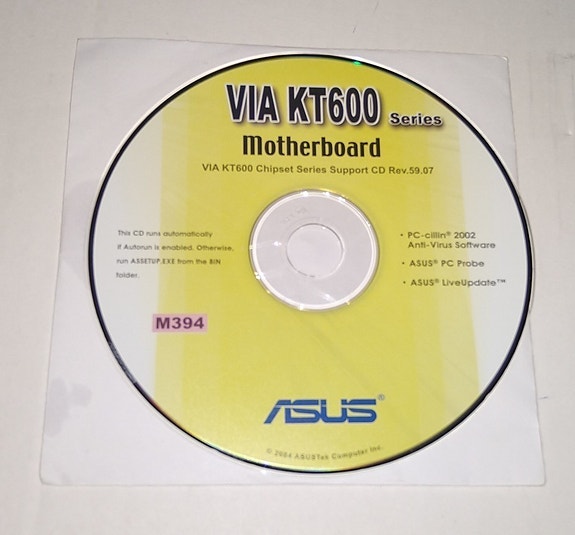 VIA KT600 Series
Motherboard
VIA KT600 Chipset Series Support CD Rev.59.07
This CD runs automatically
if Autorun is enabled. Otherwise,
run ASSETUP.EXE from the BIN
folder.
• PC-cillin® 2002
Anti-Virus Software
• ASUS® PC Probe
• ASUS® LiveUpdate™
M394
ASUS®
© 2004 ASUSTek Computer Inc.